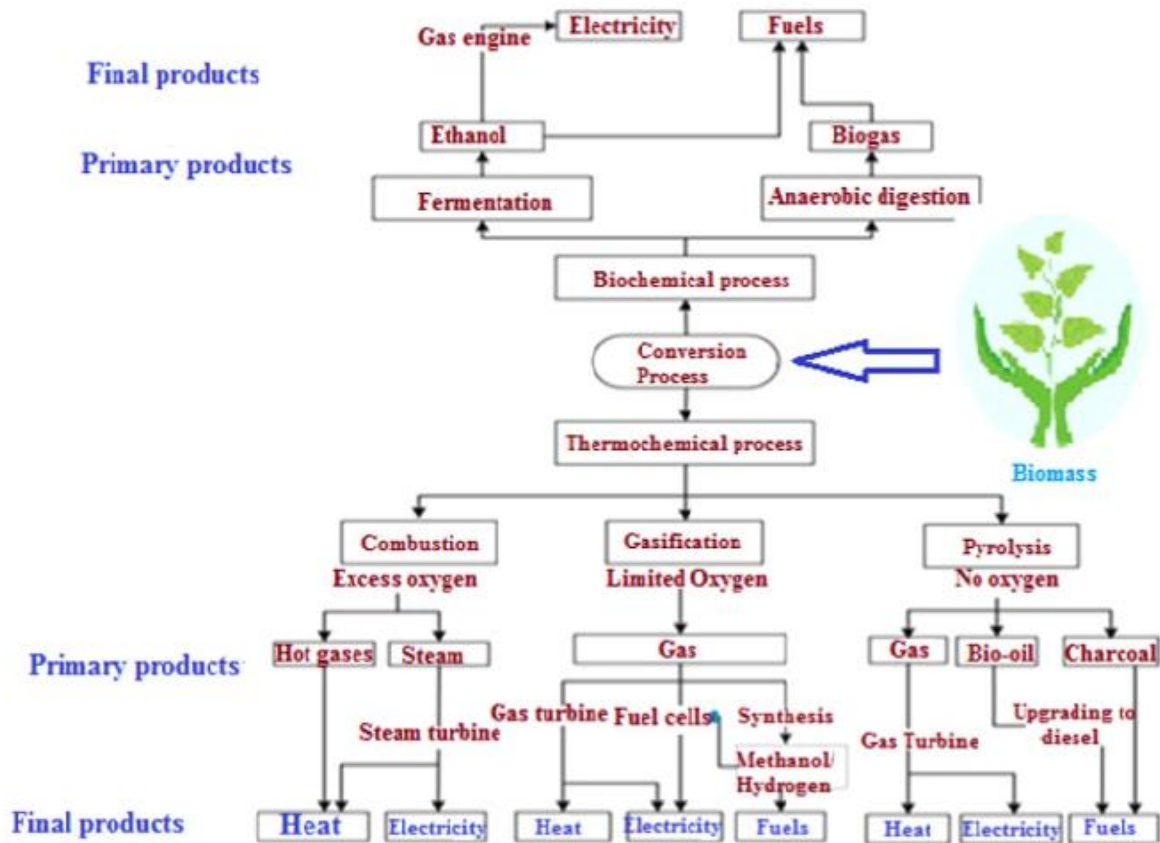 Electricity
Fuels
Gas engine
Final products
Ethanol
Biogas
Primary products
Fermentation
Anaerobic digestion
Biochemical process
Conversion
Process
Thermochemical process
Biomass
Combustion
Gasification
Pyrolysis
Excess oxygen
Limited Oxygen
No oxygen
Primary products
Hot gases
Steam
Gas
Gas
Bio-oil
Charcoal
Steam turbine
Gas turbine
Fuel cells
Synthesis
Gas Turbine
Upgrading to
diesel
Methanol/
Hydrogen
Final products
Heat
Electricity
Heat
Electricity
Fuels
Heat
Electricity
Fuels